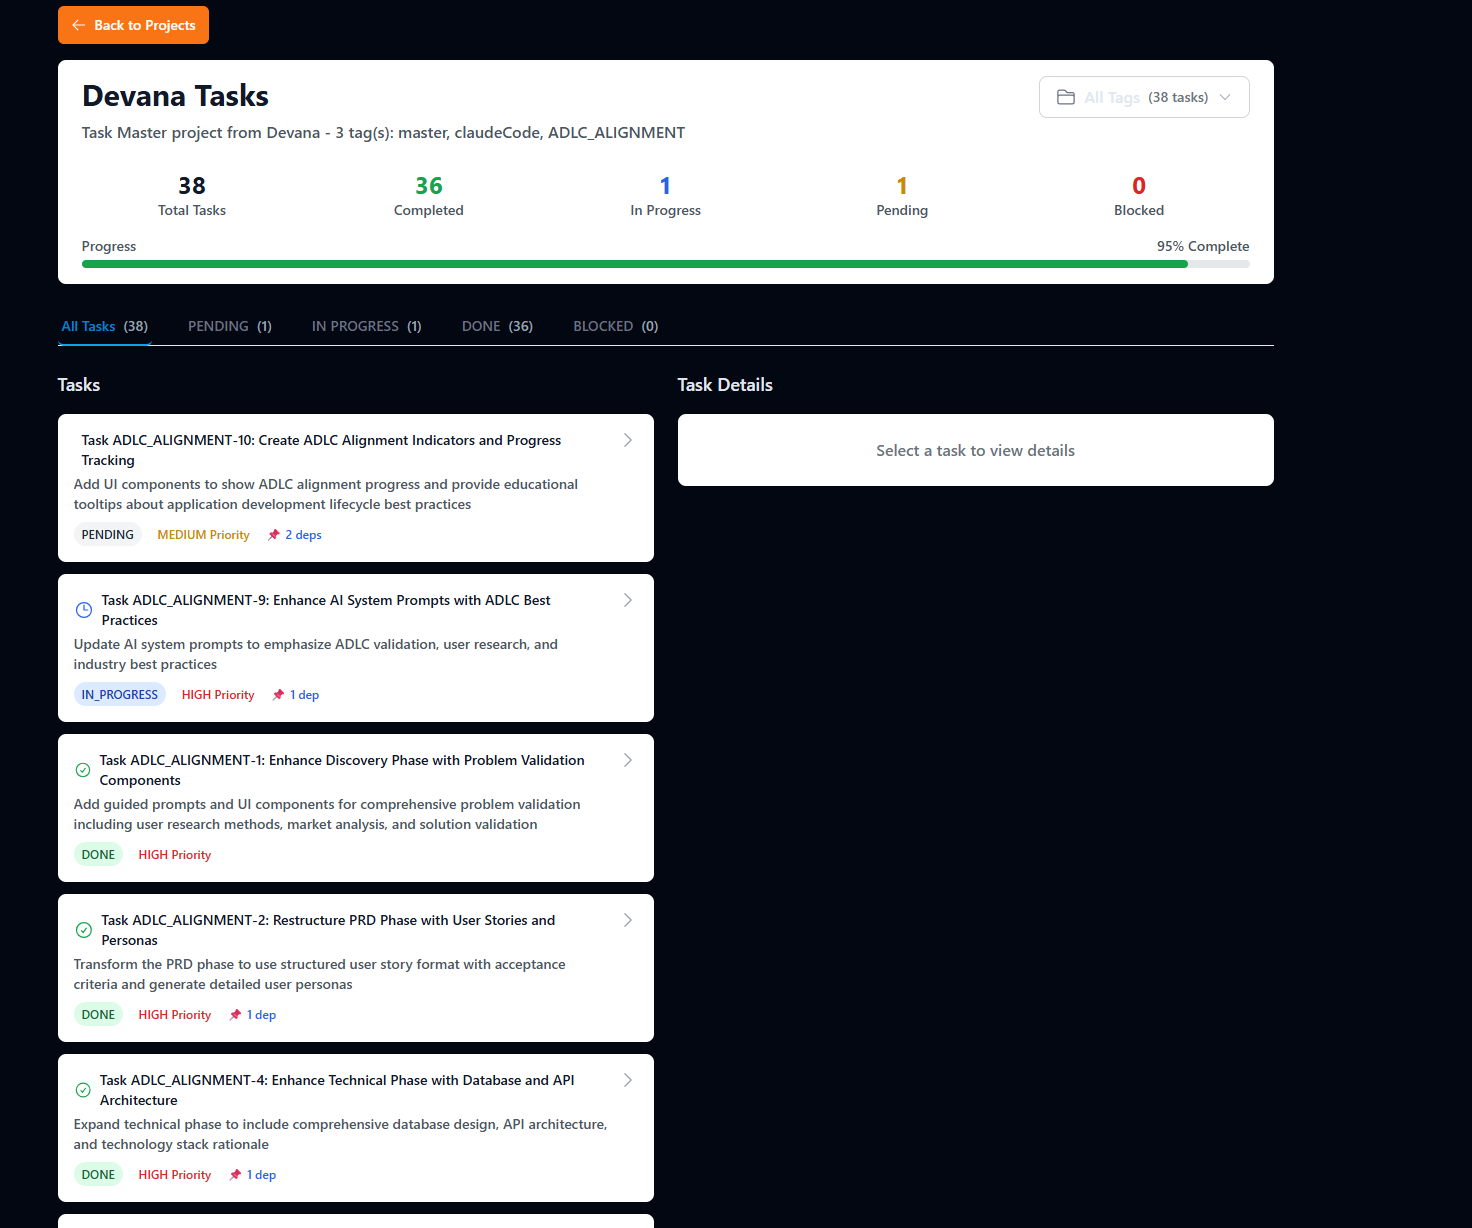 Back to Projects
Devana Tasks
All Tags (38 tasks)
Task Master project from Devana - 3 tag(s): master, claudeCode, ADLC_ALIGNMENT
38
Total Tasks
36
Completed
1
In Progress
1
Pending
0
Blocked
Progress
95% Complete
All Tasks (38)
PENDING (1)
IN PROGRESS (1)
DONE (36)
BLOCKED (0)
Tasks
Task ADLC_ALIGNMENT-10: Create ADLC Alignment Indicators and Progress
Tracking
Add UI components to show ADLC alignment progress and provide educational
tooltips about application development lifecycle best practices
PENDING MEDIUM Priority 2 deps
Task ADLC_ALIGNMENT-9: Enhance AI System Prompts with ADLC Best
Practices
Update AI system prompts to emphasize ADLC validation, user research, and
industry best practices
IN_PROGRESS HIGH Priority 1 dep
Task ADLC_ALIGNMENT-1: Enhance Discovery Phase with Problem Validation
Components
Add guided prompts and UI components for comprehensive problem validation
including user research methods, market analysis, and solution validation
DONE HIGH Priority
Task ADLC_ALIGNMENT-2: Restructure PRD Phase with User Stories and
Personas
Transform the PRD phase to use structured user story format with acceptance
criteria and generate detailed user personas
DONE HIGH Priority 1 dep
Task ADLC_ALIGNMENT-4: Enhance Technical Phase with Database and API
Architecture
Expand technical phase to include comprehensive database design, API architecture,
and technology stack rationale
DONE HIGH Priority 1 dep
Task Details
Select a task to view details